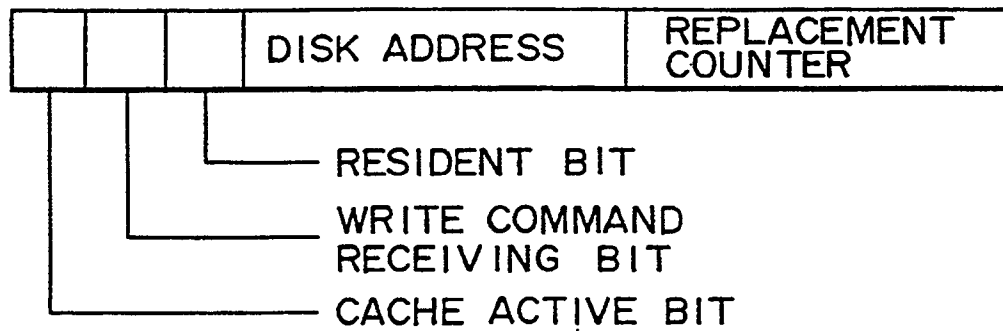 DISK ADDRESS
REPLACEMENT
COUNTER
RESIDENT BIT
WRITE COMMAND
RECEIVING BIT
CACHE ACTIVE BIT